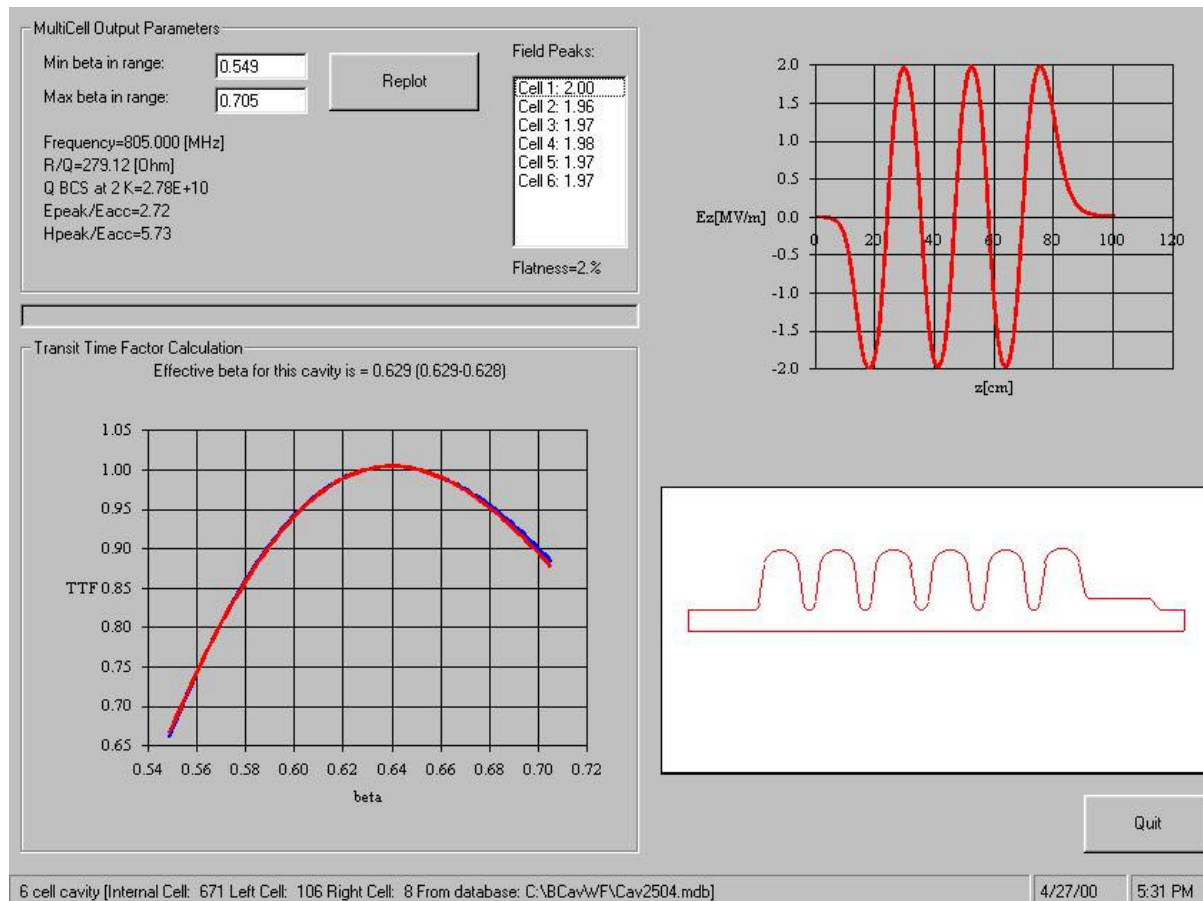 MultiCell Output Parameters
Min beta in range:
0.549
Max beta in range:
0.705
Replot
Frequency=805.000 [MHz]
R/Q=279.12 [Ohm]
Q BCS at 2 K=2.78E+10
Epeak/Eacc=2.72
Hpeak/Eacc=5.73
Field Peaks:
Cell 1: 2.00
Cell 2: 1.96
Cell 3: 1.97
Cell 4: 1.98
Cell 5: 1.97
Cell 6: 1.97
Flatness=2.%
2.0
1.5
1.0
0.5
Ez[MV/m] 0.0
0 20 40 60 80 100 120
-0.5
-1.0
-1.5
-2.0
z[cm]
Transit Time Factor Calculation
Effective beta for this cavity is = 0.629 (0.629-0.628)
1.05
1.00
0.95
0.90
TTF 0.85
0.80
0.75
0.70
0.65
0.54 0.56 0.58 0.60 0.62 0.64 0.66 0.68 0.70 0.72
beta
Quit
6 cell cavity [Internal Cell: 671 Left Cell: 106 Right Cell: 8 From database: C:\BCavWF\Cav2504.mdb]
4/27/00
5:31 PM